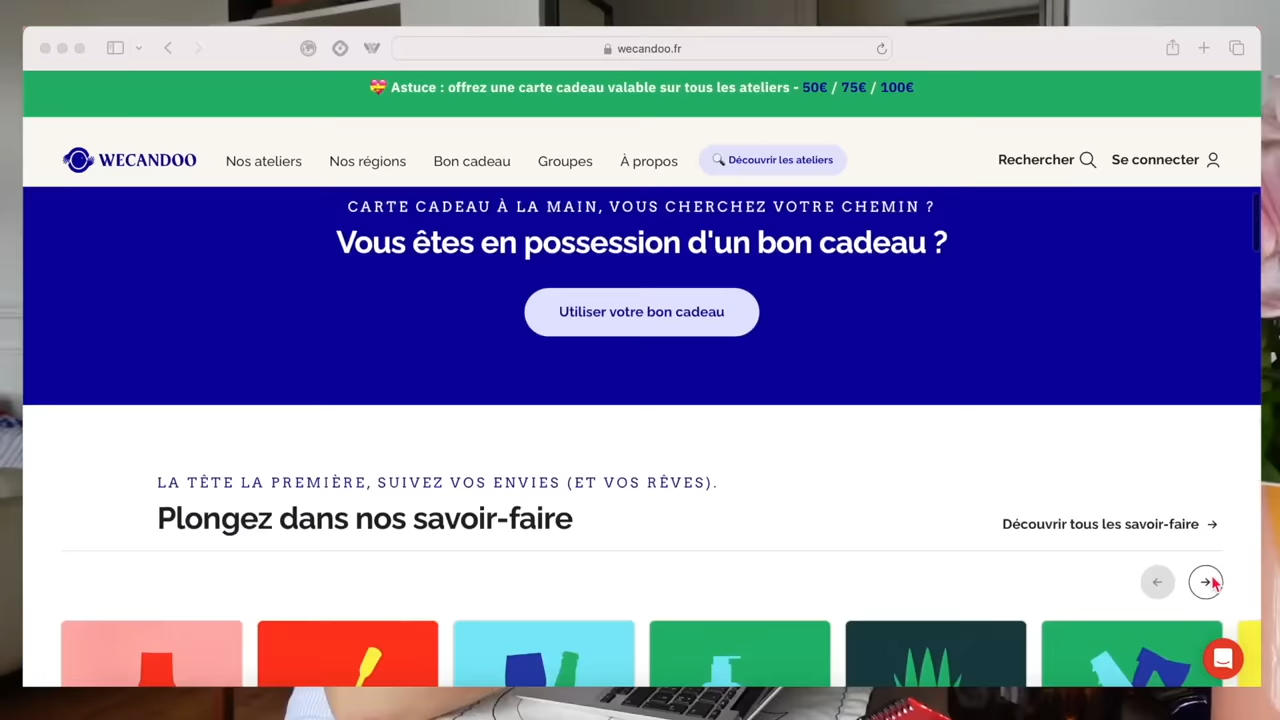 wecandoo.fr
💝 Astuce : offrez une carte cadeau valable sur tous les ateliers - 50€ / 75€ / 100€
WECANDOO Nos ateliers Nos régions Bon cadeau Groupes À propos 🔍 Découvrir les ateliers Rechercher Se connecter
CARTE CADEAU À LA MAIN, VOUS CHERCHEZ VOTRE CHEMIN ?
Vous êtes en possession d'un bon cadeau ?
Utiliser votre bon cadeau
LA TÊTE LA PREMIÈRE, SUIVEZ VOS ENVIES (ET VOS RÊVES).
Plongez dans nos savoir-faire
Découvrir tous les savoir-faire →